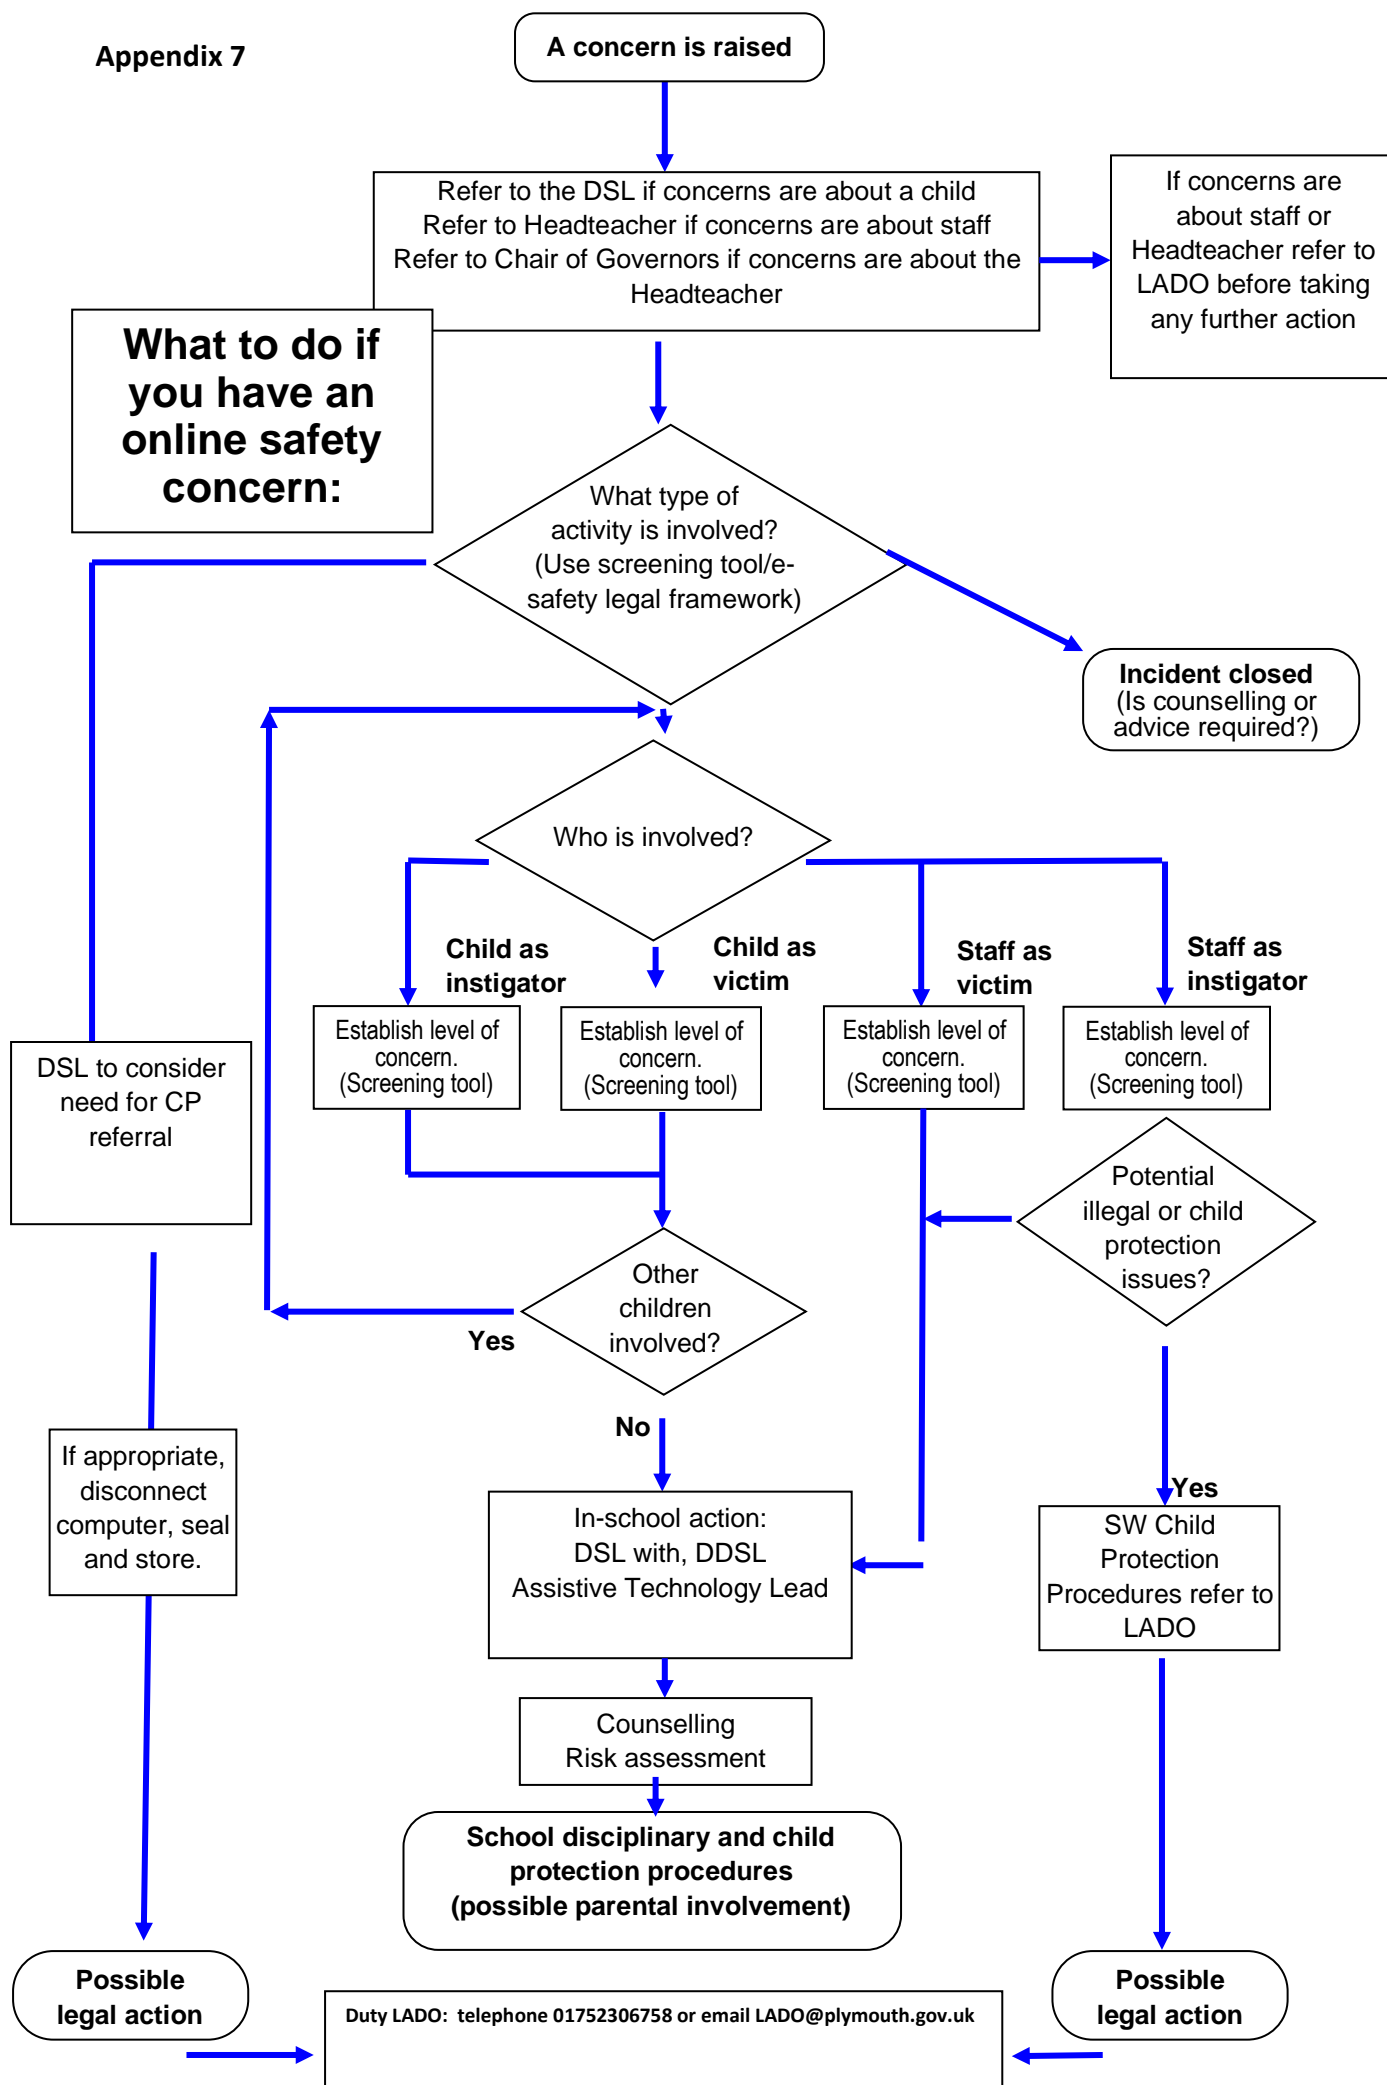 Appendix 7
A concern is raised
Refer to the DSL if concerns are about a child
Refer to Headteacher if concerns are about staff
Refer to Chair of Governors if concerns are about the
Headteacher
If concerns are
about staff or
Headteacher refer to
LADO before taking
any further action
What to do if
you have an
online safety
concern:
What type of
activity is involved?
(Use screening tool/e-
safety legal framework)
Incident closed
(Is counselling or
advice required?)
Who is involved?
Child as
instigator
Child as
victim
Staff as
victim
Staff as
instigator
Establish level of
concern.
(Screening tool)
Establish level of
concern.
(Screening tool)
Establish level of
concern.
(Screening tool)
Establish level of
concern.
(Screening tool)
DSL to consider
need for CP
referral
Potential
illegal or child
protection
issues?
Other
children
involved?
Yes
No
If appropriate,
disconnect
computer, seal
and store.
In-school action:
DSL with, DDSL
Assistive Technology Lead
Yes
SW Child
Protection
Procedures refer to
LADO
Counselling
Risk assessment
School disciplinary and child
protection procedures
(possible parental involvement)
Possible
legal action
Possible
legal action
Duty LADO: telephone 01752306758 or email LADO@plymouth.gov.uk